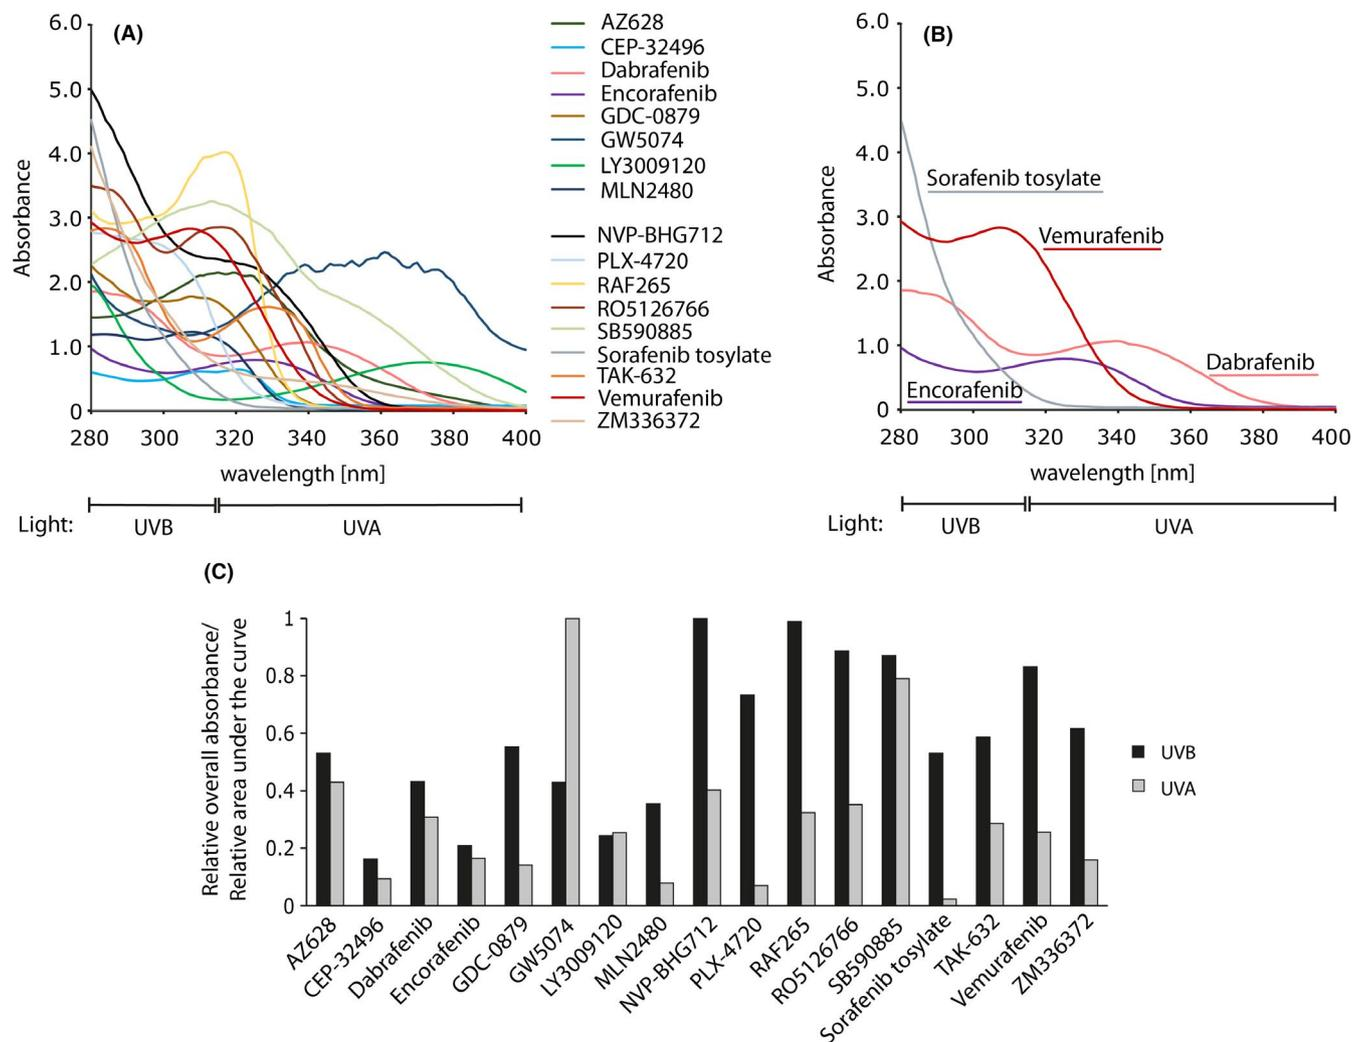 (A)
Absorbance
6.0
5.0
4.0
3.0
2.0
1.0
0
280 300 320 340 360 380 400
wavelength [nm]
Light:
UVB UVA
AZ628
CEP-32496
Dabrafenib
Encorafenib
GDC-0879
GW5074
LY3009120
MLN2480
NVP-BHG712
PLX-4720
RAF265
RO5126766
SB590885
Sorafenib tosylate
TAK-632
Vemurafenib
ZM336372
(B)
Absorbance
6.0
5.0
4.0
3.0
2.0
1.0
0
Sorafenib tosylate
Vemurafenib
Dabrafenib
Encorafenib
280 300 320 340 360 380 400
wavelength [nm]
Light:
UVB UVA
(C)
Relative overall absorbance/
Relative area under the curve
1
0.8
0.6
0.4
0.2
0
UVB
UVA
AZ628
CEP-32496
Dabrafenib
Encorafenib
GDC-0879
GW5074
LY3009120
MLN2480
NVP-BHG712
PLX-4720
RAF265
RO5126766
SB590885
Sorafenib tosylate
TAK-632
Vemurafenib
ZM336372